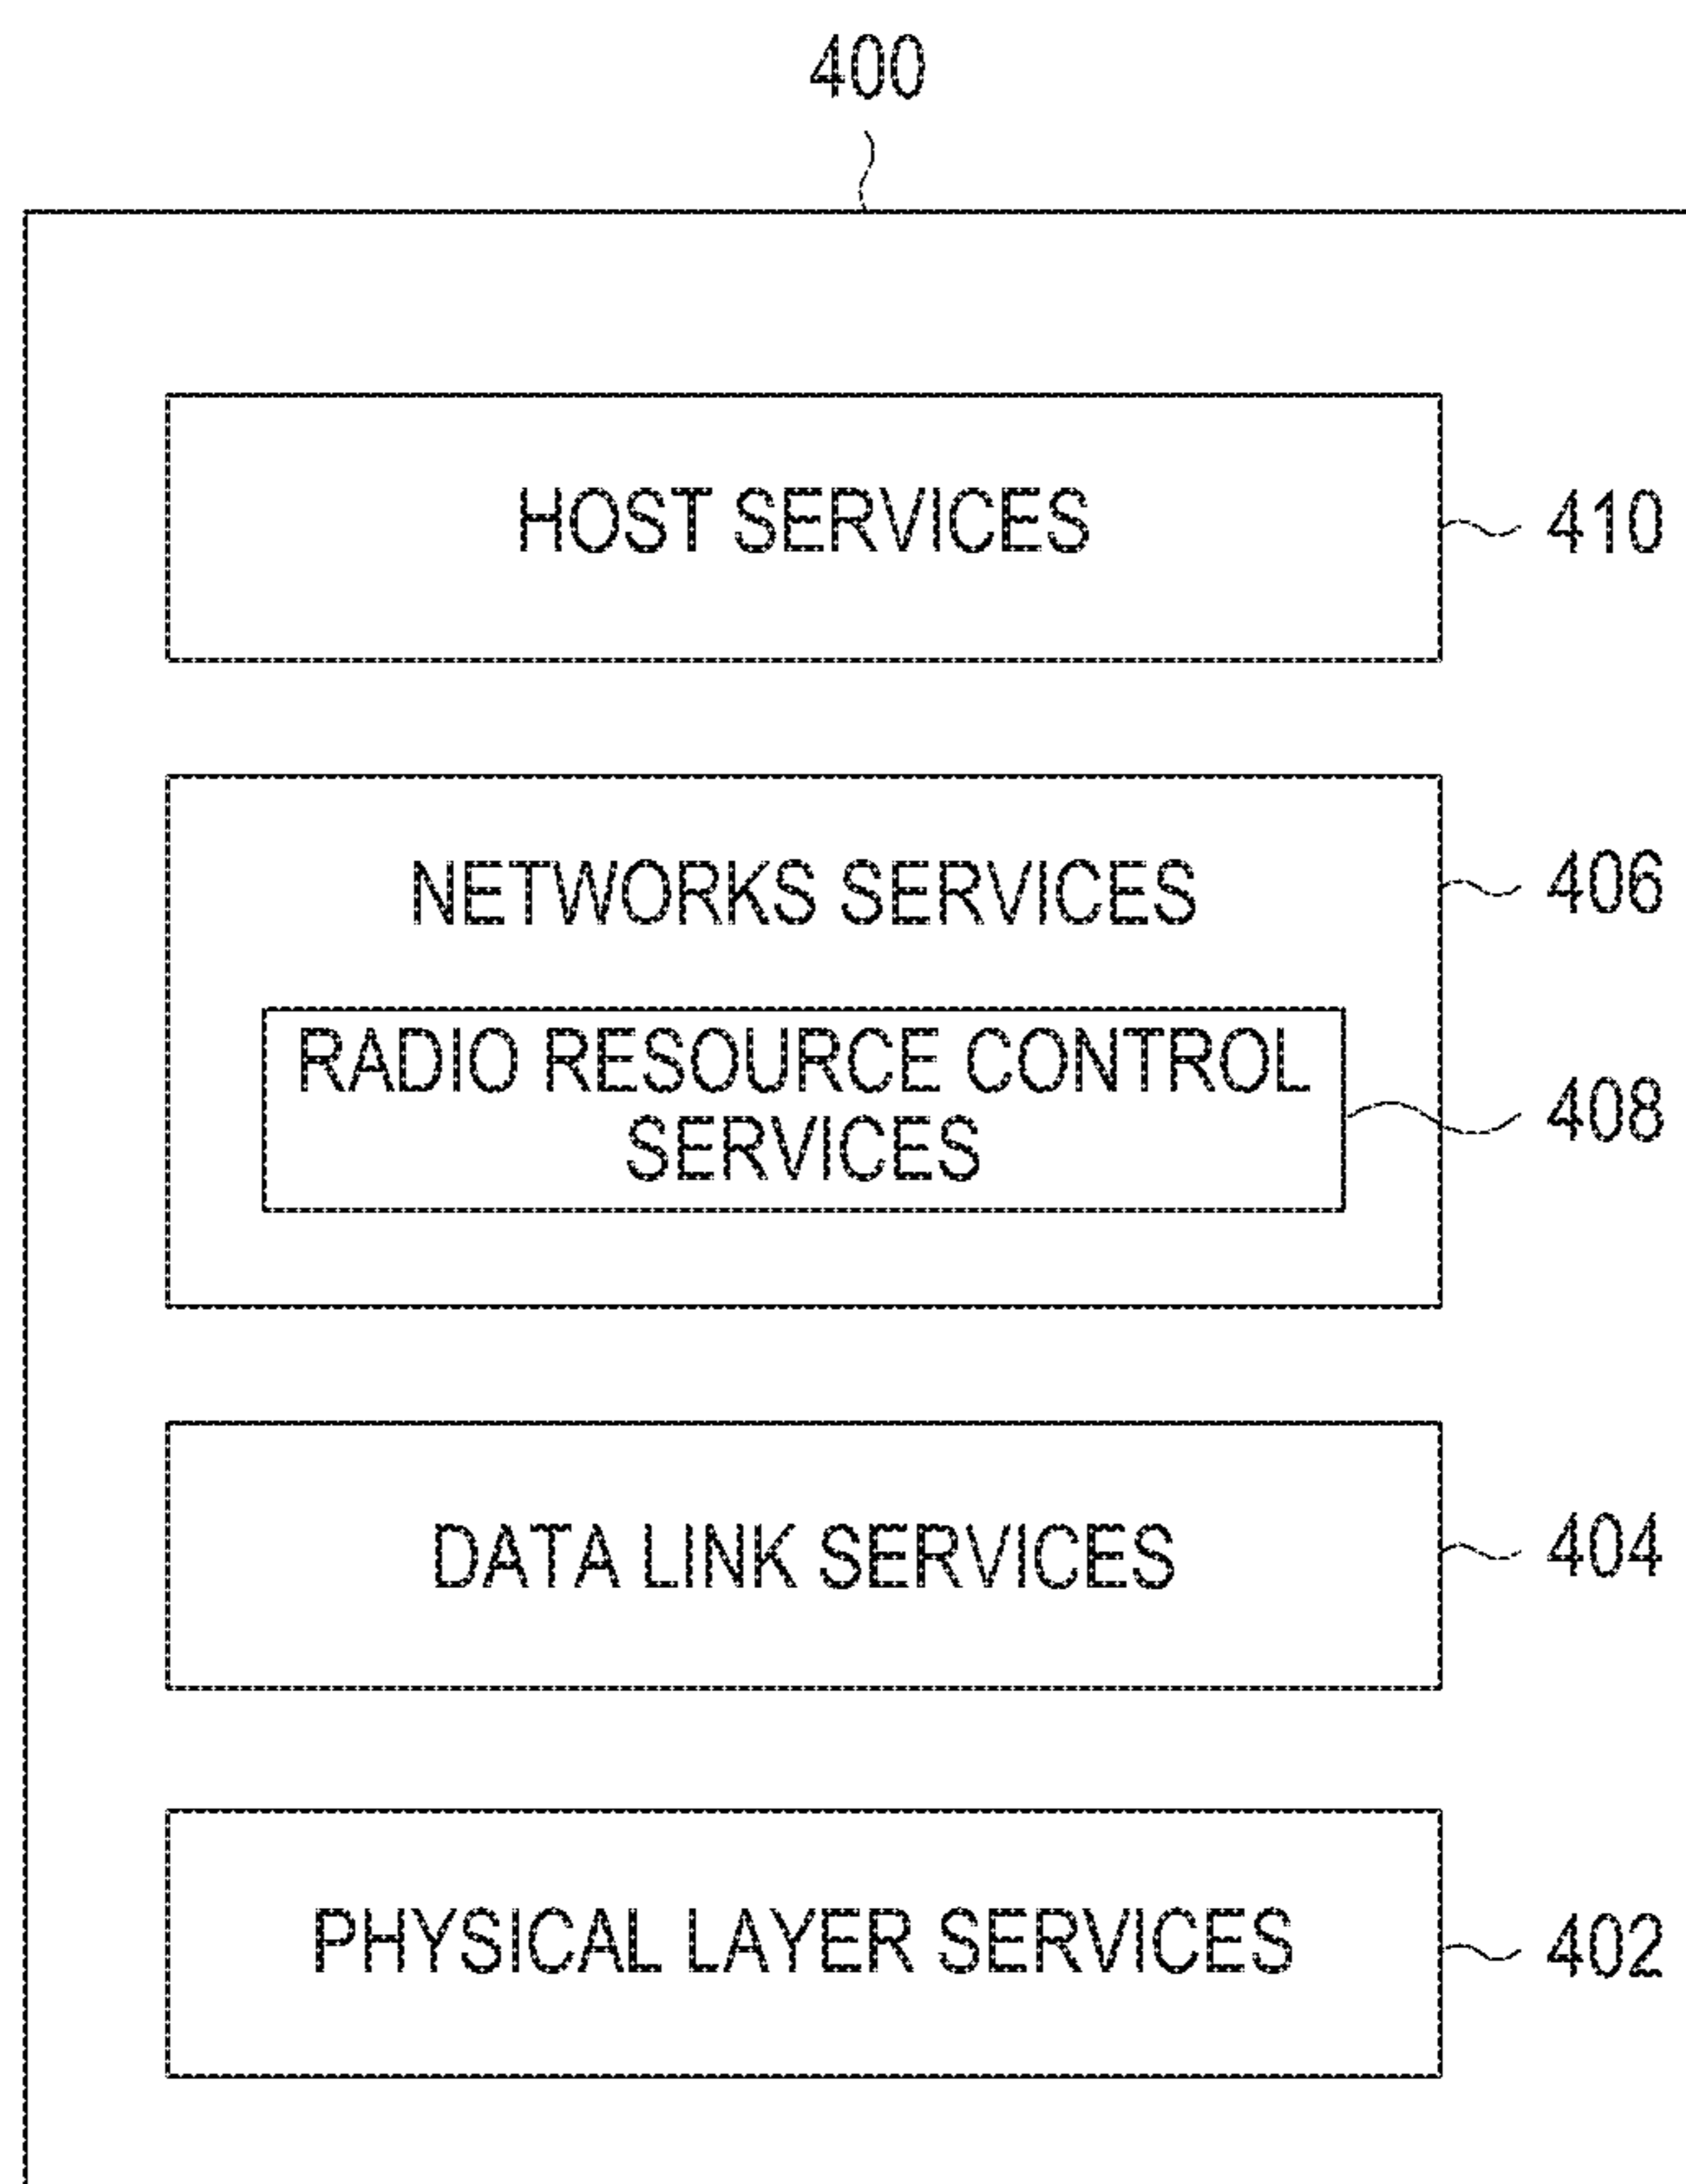 400
HOST SERVICES
410
NETWORKS SERVICES
406
RADIO RESOURCE CONTROL
SERVICES
408
DATA LINK SERVICES
404
PHYSICAL LAYER SERVICES
402